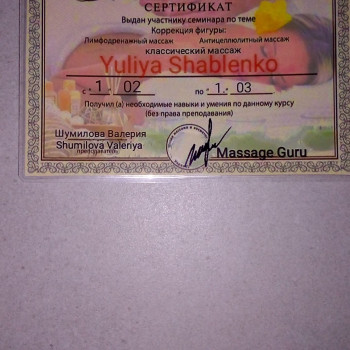 СЕРТИФИКАТ
Выдан участнику семинара по теме
Коррекция фигуры:
Лимфодренажный массаж Антицеллюлитный массаж
классический массаж
Yuliya Shablenko
с 1. 02 по 1. 03
Получил (а) необходимые навыки и умения по данному курсу
(без права преподавания)
Шумилова Валерия
Shumilova Valeriya
преподаватель
Massage Guru